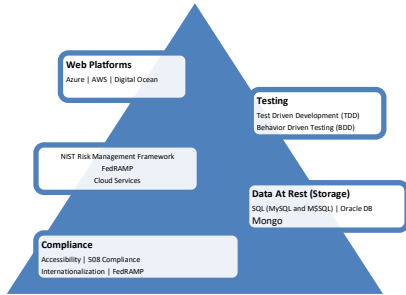 Web Platforms
Azure | AWS | Digital Ocean
Testing
Test Driven Development (TDD)
Behavior Driven Testing (BDD)
NIST Risk Management Framework
FedRAMP
Cloud Services
Data At Rest (Storage)
SQL (MySQL and M$SQL) | Oracle DB
Mongo
Compliance
Accessibility | 508 Compliance
Internationalization | FedRAMP